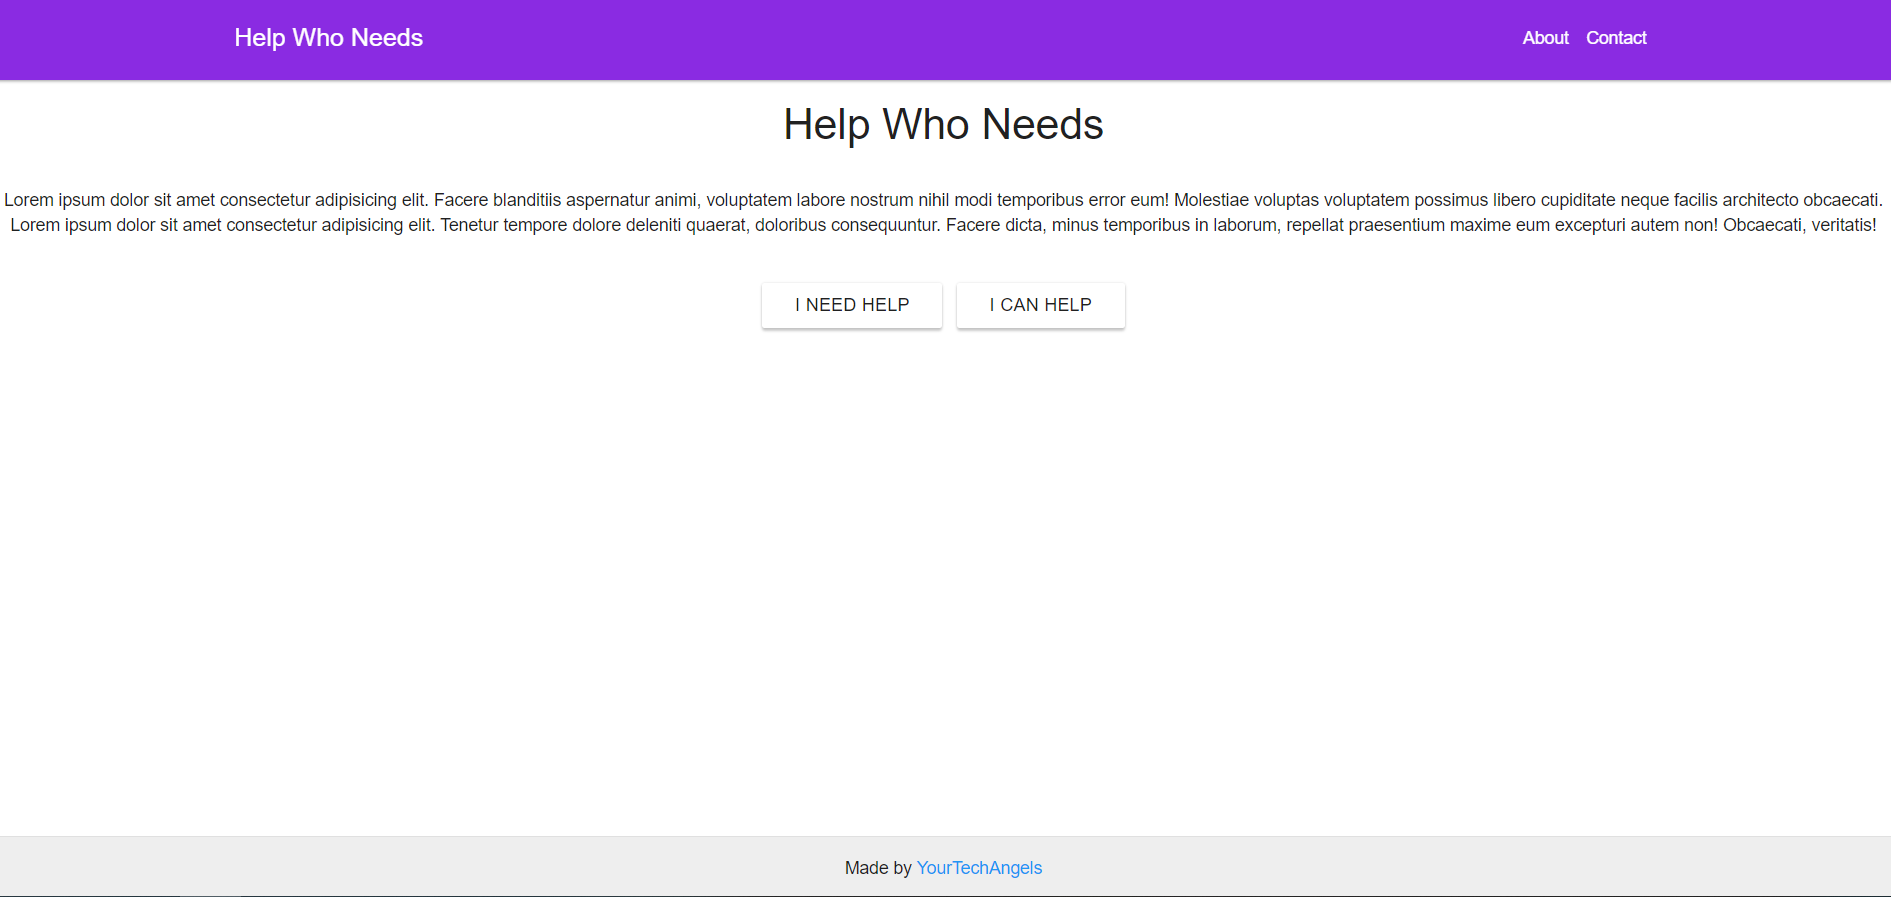 Help Who Needs
About Contact
Help Who Needs
Lorem ipsum dolor sit amet consectetur adipisicing elit. Facere blanditiis aspernatur animi, voluptatem labore nostrum nihil modi temporibus error eum! Molestiae voluptas voluptatem possimus libero cupiditate neque facilis architecto obcaecati.
Lorem ipsum dolor sit amet consectetur adipisicing elit. Tenetur tempore dolore deleniti quaerat, doloribus consequuntur. Facere dicta, minus temporibus in laborum, repellat praesentium maxime eum excepturi autem non! Obcaecati, veritatis!
I NEED HELP
I CAN HELP
Made by YourTechAngels